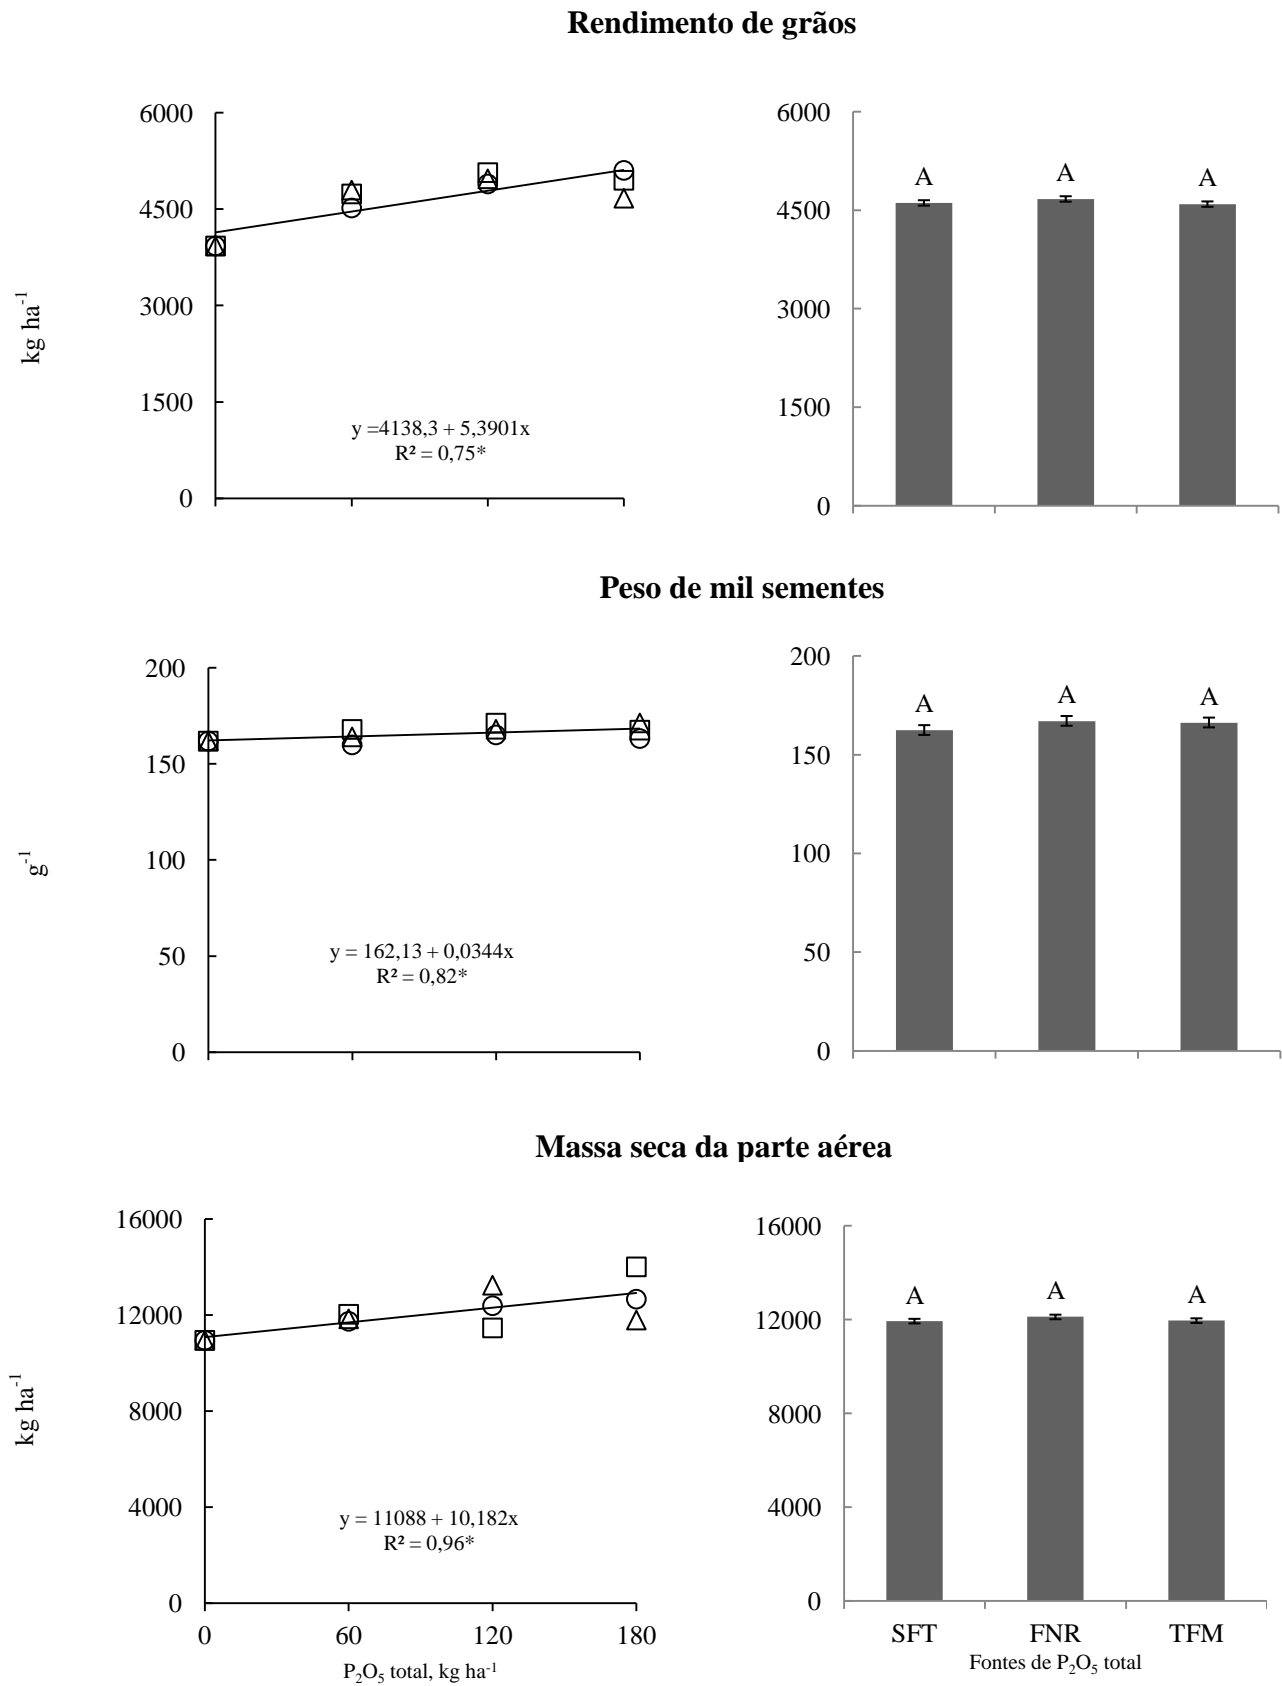 Rendimento de grãos
6000
4500
3000
1500
0
kg ha⁻¹
y =4138,3 + 5,3901x
R² = 0,75*
6000
4500
3000
1500
0
A
A
A
Peso de mil sementes
200
150
100
50
0
g⁻¹
y = 162,13 + 0,0344x
R² = 0,82*
200
150
100
50
0
A
A
A
Massa seca da parte aérea
16000
12000
8000
4000
0
kg ha⁻¹
y = 11088 + 10,182x
R² = 0,96*
0 60 120 180
P₂O₅ total, kg ha⁻¹
16000
12000
8000
4000
0
A
A
A
SFT FNR TFM
Fontes de P₂O₅ total